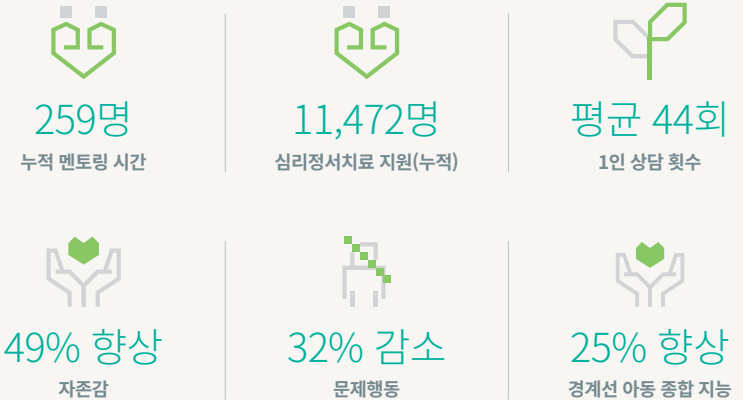 259명
11,472명
평균 44회
누적 멘토링 시간
심리정서치료 지원(누적)
1인 상담 횟수
49% 향상
32% 감소
25% 향상
자존감
문제행동
경계선 아동 종합 지능